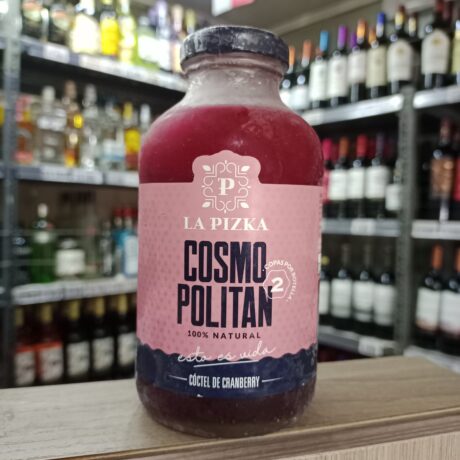 P
LA PIZKA
COSMO
POLITAN
COPAS POR BOTELLA
2
100% NATURAL
esto es vida
CÓCTEL DE CRANBERRY